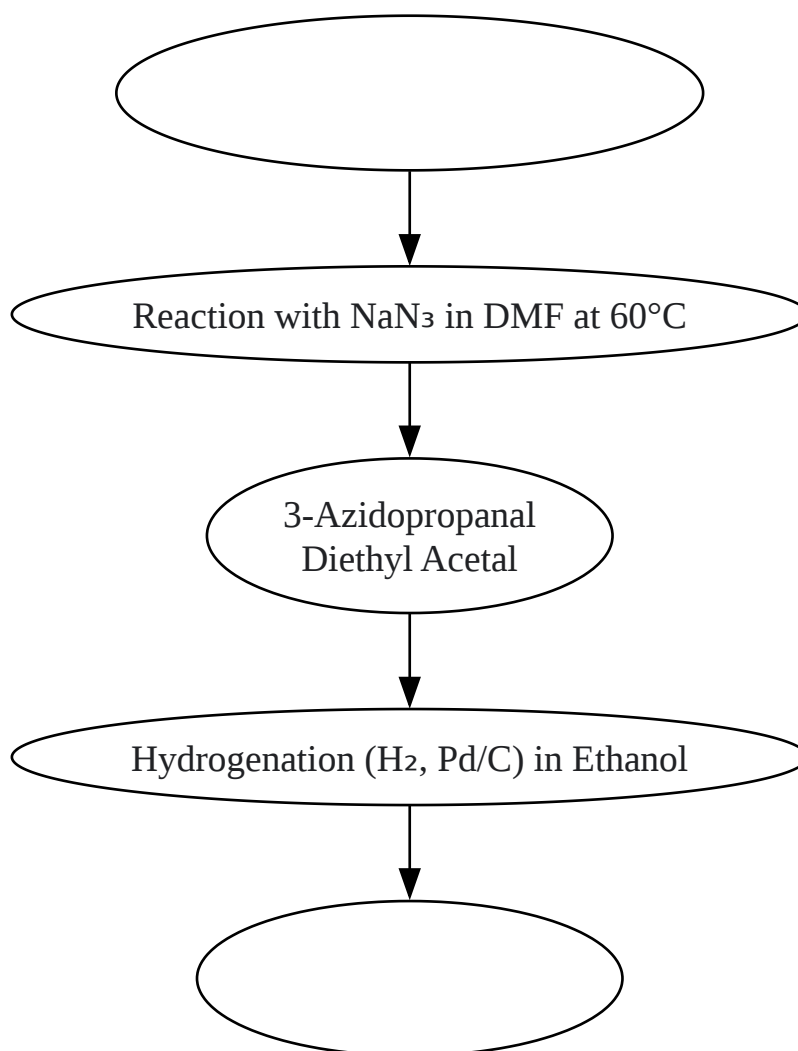 Reaction with NaN₃ in DMF at 60°C
3-Azidopropanal
Diethyl Acetal
Hydrogenation (H₂, Pd/C) in Ethanol